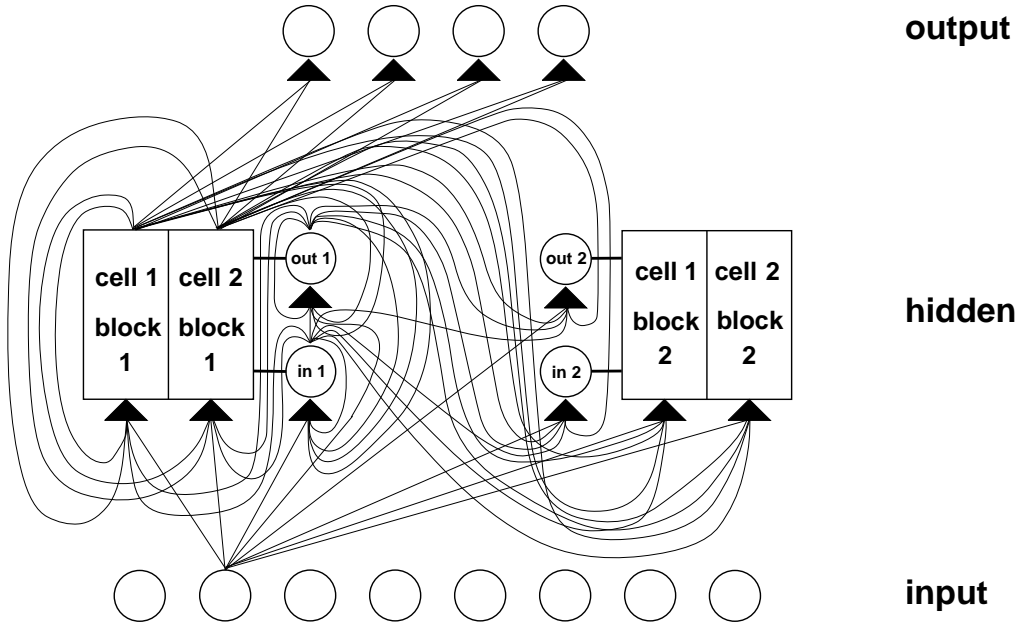 output
out 1
out 2
cell 1
cell 2
block
1
block
1
cell 1
cell 2
block
2
block
2
hidden
in 1
in 2
input